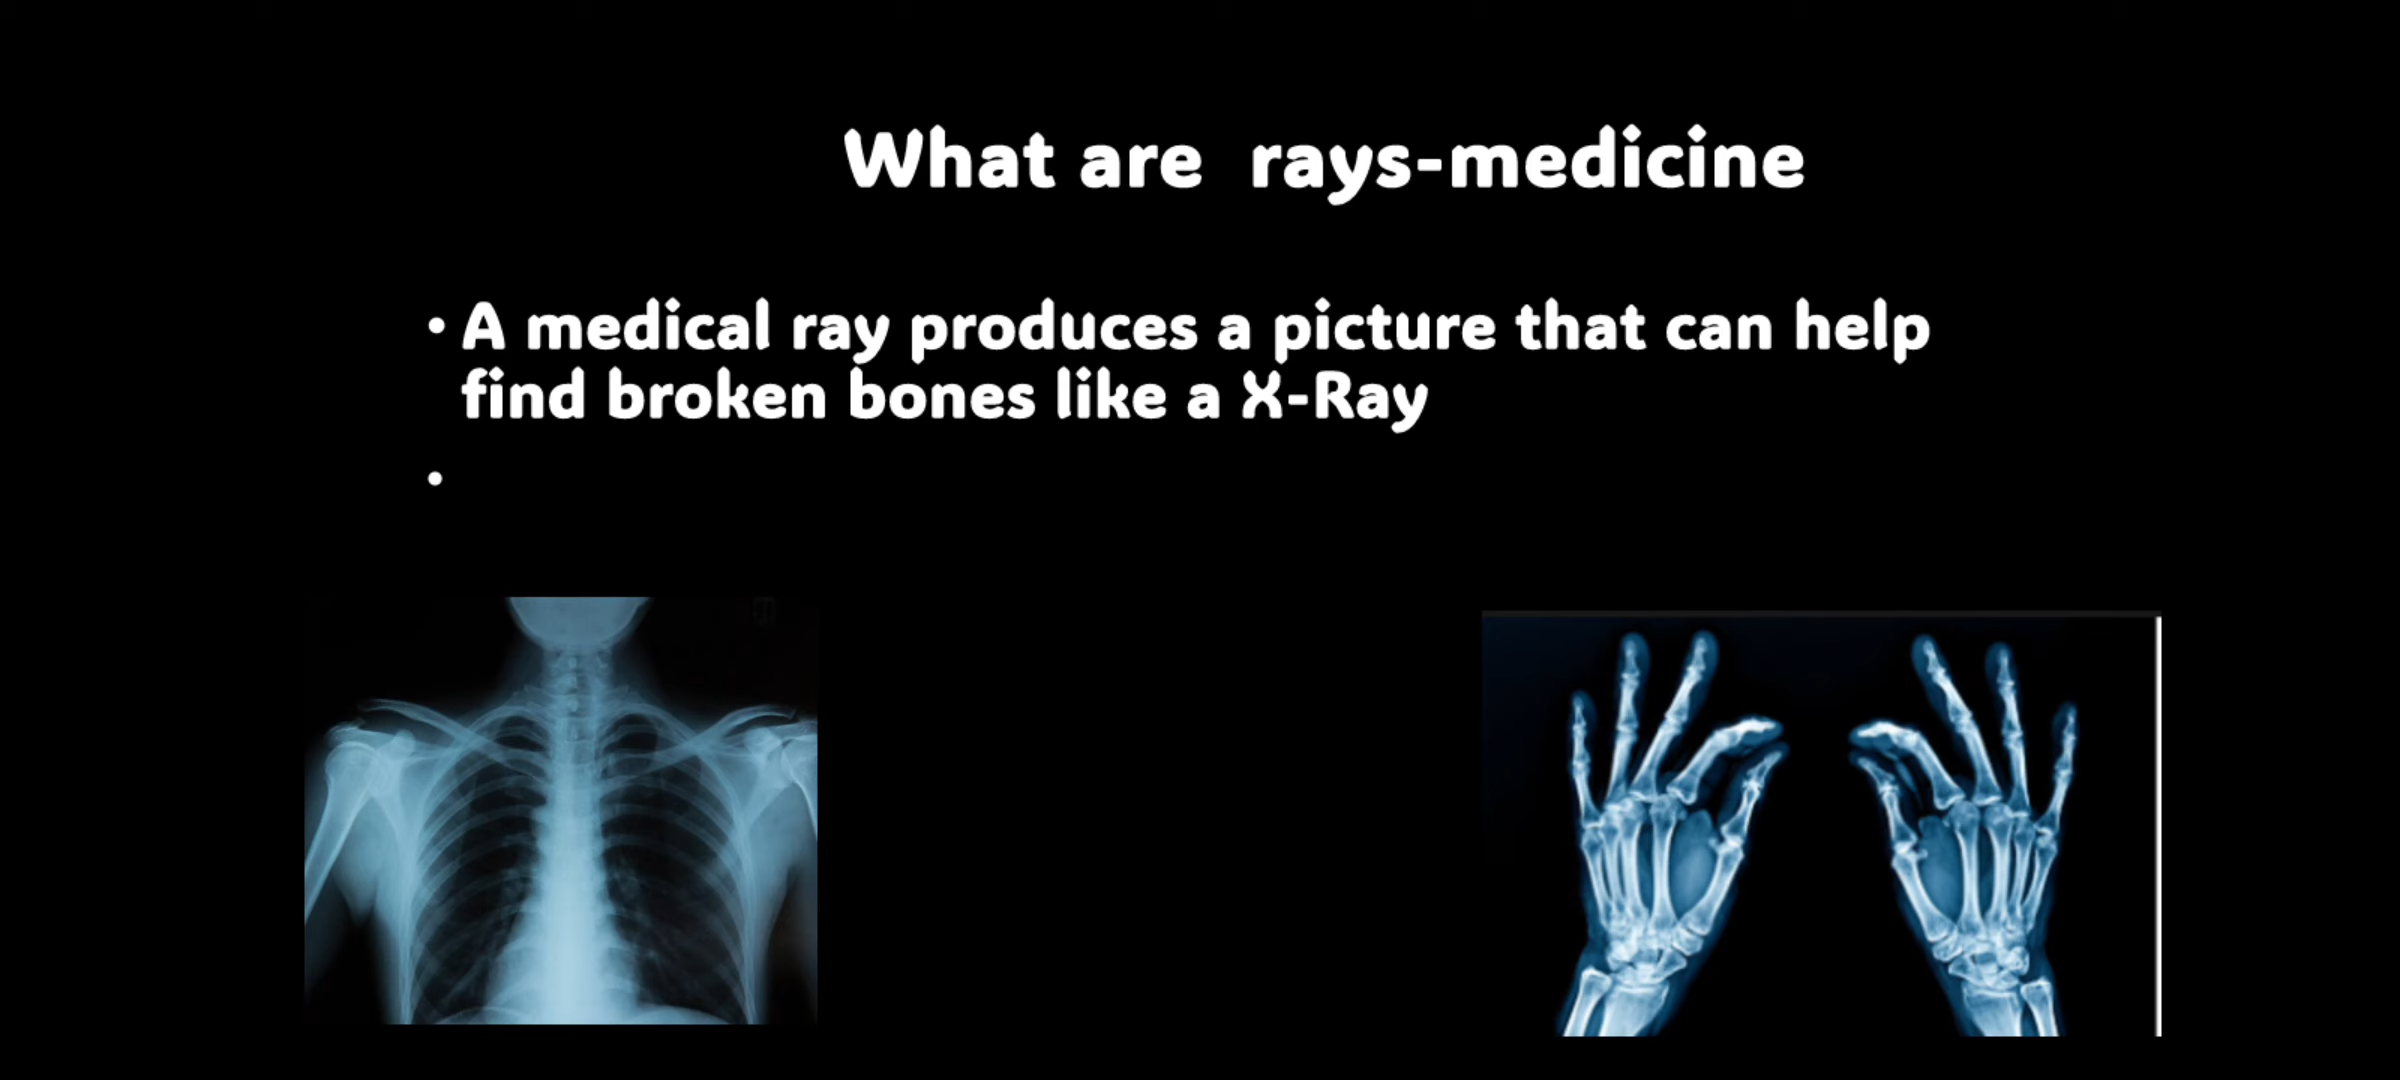 What are  rays-medicine
• A medical ray produces a picture that can help
find broken bones like a X-Ray
•